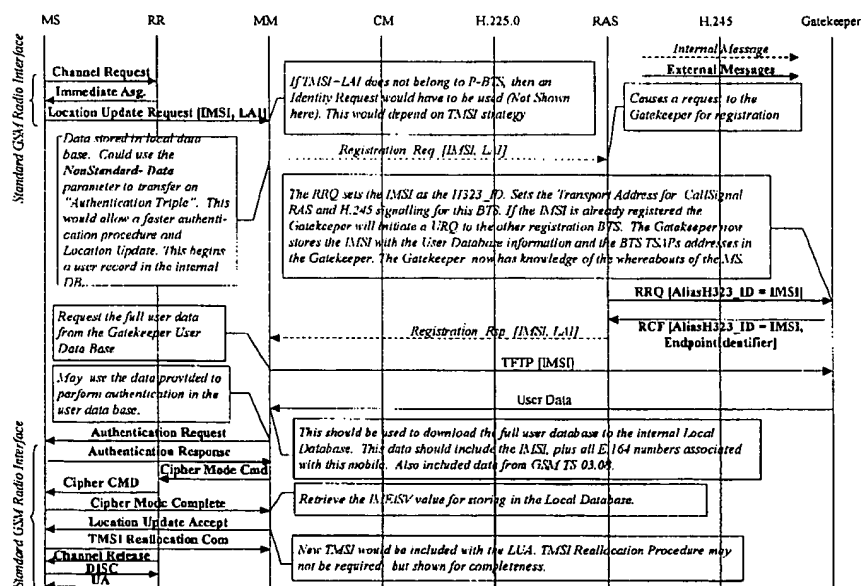 MS RR MM CM H.225.0 RAS H.245 Gatekeeper
Standard GSM Radio Interface
Internal Message
External Messages
Channel Request
Immediate Asg.
Location Update Request [IMSI, LAI]
If TMSI-LAI does not belong to P-BTS, then an
Identity Request would have to be used (Not Shown
here). This would depend on TMSI strategy
Causes a request to the
Gatekeeper for registration
Data stored in local data
base. Could use the
NonStandard- Data
parameter to transfer an
"Authentication Triple". This
would allow a faster authenti-
cation procedure and
Location Update. This begins
a user record in the internal
DB.
Registration Req [IMSI, LAI]
The RRQ sets the IMSI as the H323_ID. Sets the Transport Address for CallSignal
RAS and H.245 signalling for this BTS. If the IMSI is already registered the
Gatekeeper will initiate a URQ to the other registration BTS. The Gatekeeper now
stores the IMSI with the User Database information and the BTS TSAPs addresses in
the Gatekeeper. The Gatekeeper now has knowledge of the whereabouts of the MS.
RRQ [AliasH323_ID = IMSI]
RCF [AliasH323_ID = IMSI,
EndpointIdentifier]
Request the full user data
from the Gatekeeper User
Data Base
Registration Rsp [IMSI, LAI]
TFTP [IMSI]
May use the data provided to
parform authentication in the
user data base.
User Data
Authentication Request
Authentication Response
Cipher Mode Cmd
Cipher CMD
Cipher Mode Complete
Location Update Accept
TMSI Reallocation Com
Channel Release
DISC
UA
Standard GSM Radio Interface
This should be used to download the full user database to the internal Local
Database. This data should include the IMSI, plus all E.164 numbers associated
with this mobile. Also included data from GSM TS 03.08.
Retrieve the IMEISV value for storing in the Local Database.
New TMSI would be included with the LUA. TMSI Reallocation Procedure may
not be required, but shown for completeness.